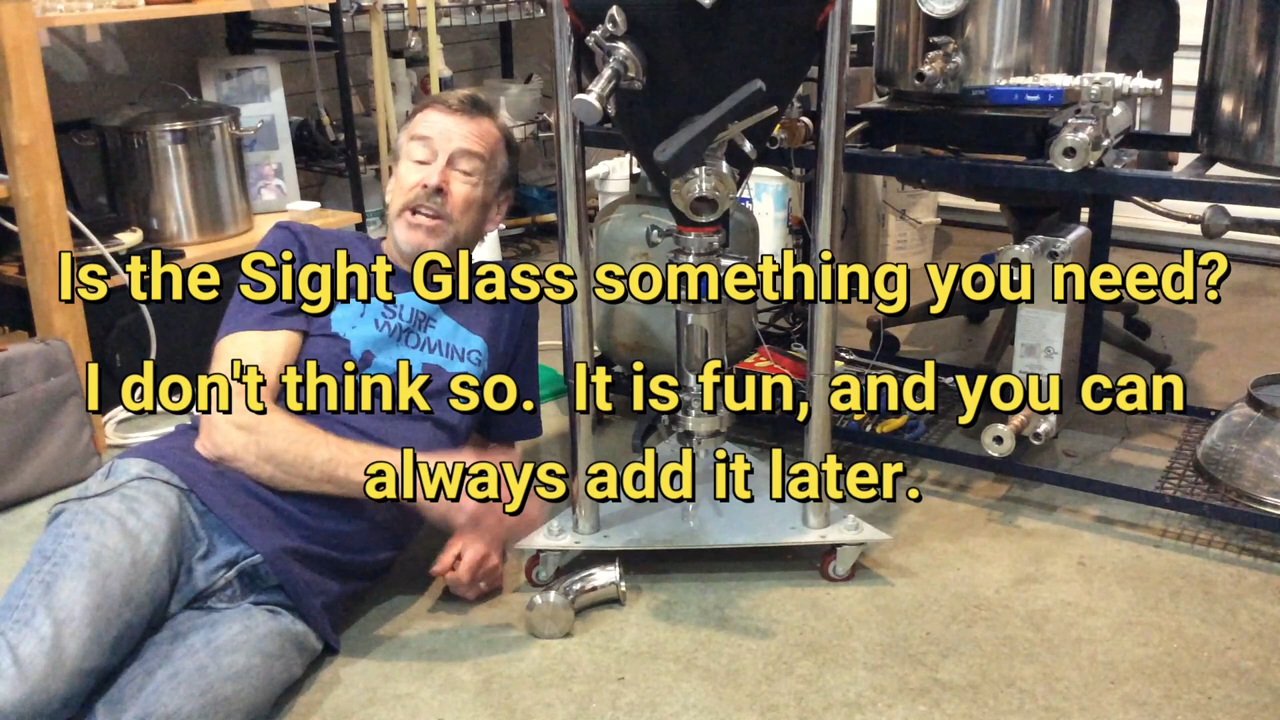 SURF
WYOMING
Is the Sight Glass something you need?
I don't think so.  It is fun, and you can
always add it later.